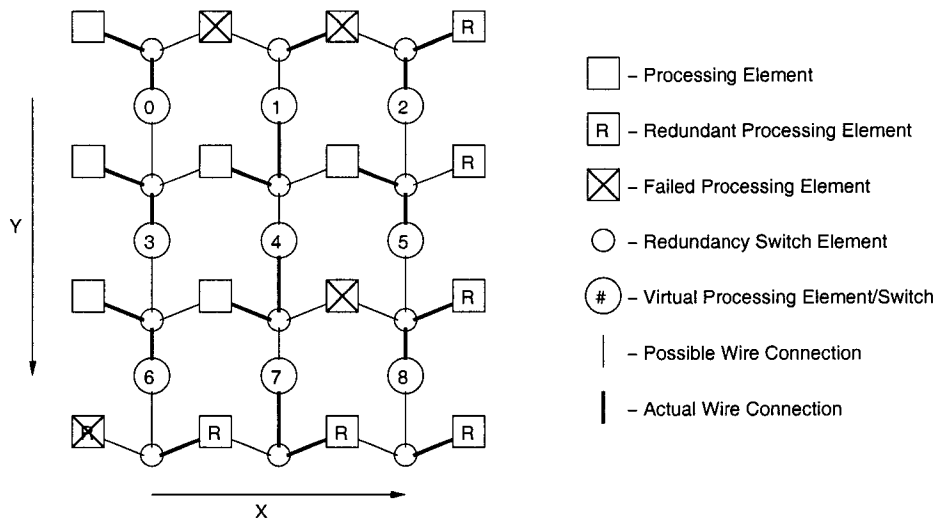 R
0
1
2
R
3
4
5
R
6
7
8
R
R
R
R
Y
X
– Processing Element
R – Redundant Processing Element
– Failed Processing Element
– Redundancy Switch Element
# – Virtual Processing Element/Switch
– Possible Wire Connection
– Actual Wire Connection